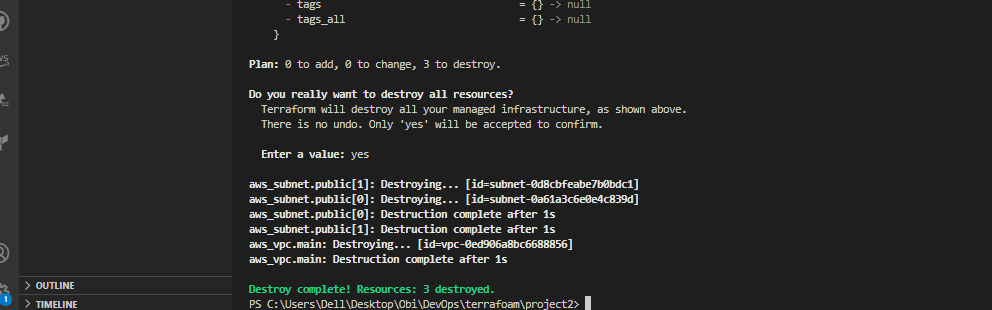 - tags = {} -> null
- tags_all = {} -> null
}
Plan: 0 to add, 0 to change, 3 to destroy.
Do you really want to destroy all resources?
Terraform will destroy all your managed infrastructure, as shown above.
There is no undo. Only 'yes' will be accepted to confirm.
Enter a value: yes
aws_subnet.public[1]: Destroying... [id=subnet-0d8cbfeabe7b0bdc1]
aws_subnet.public[0]: Destroying... [id=subnet-0a61a3c6e0e4c839d]
aws_subnet.public[0]: Destruction complete after 1s
aws_subnet.public[1]: Destruction complete after 1s
aws_vpc.main: Destroying... [id=vpc-0ed906a8bc6688856]
aws_vpc.main: Destruction complete after 1s
Destroy complete! Resources: 3 destroyed.
PS C:\Users\Dell\Desktop\Obi\DevOps\terrafoam\project2>
OUTLINE
TIMELINE
1